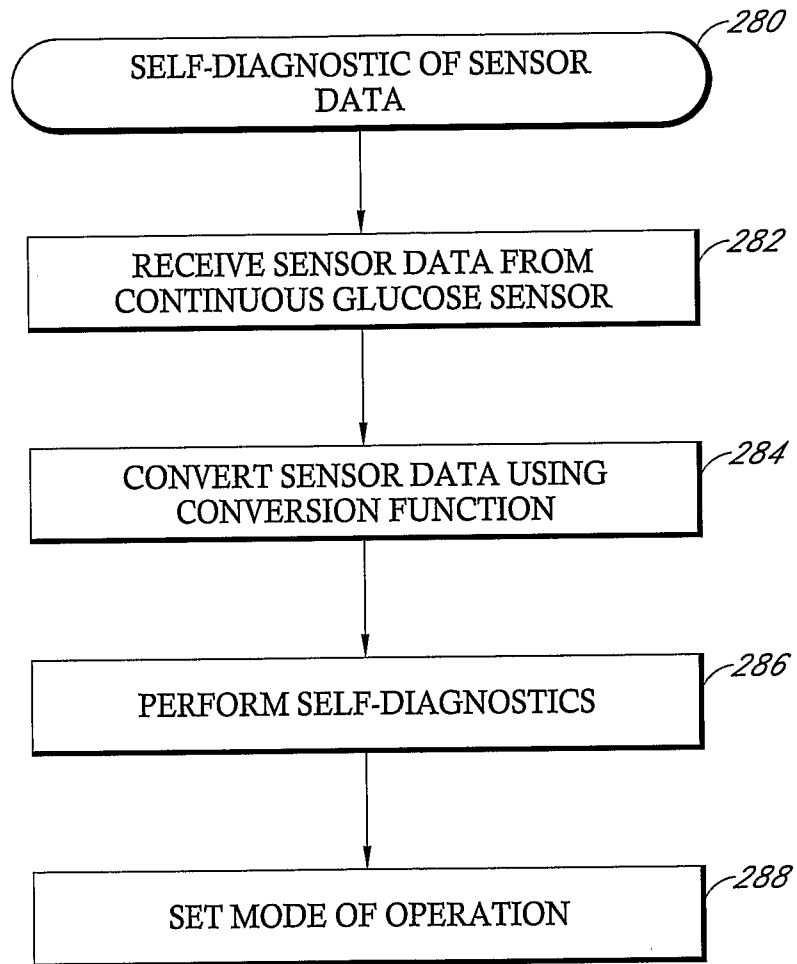 280
SELF-DIAGNOSTIC OF SENSOR
DATA
282
RECEIVE SENSOR DATA FROM
CONTINUOUS GLUCOSE SENSOR
284
CONVERT SENSOR DATA USING
CONVERSION FUNCTION
286
PERFORM SELF-DIAGNOSTICS
288
SET MODE OF OPERATION